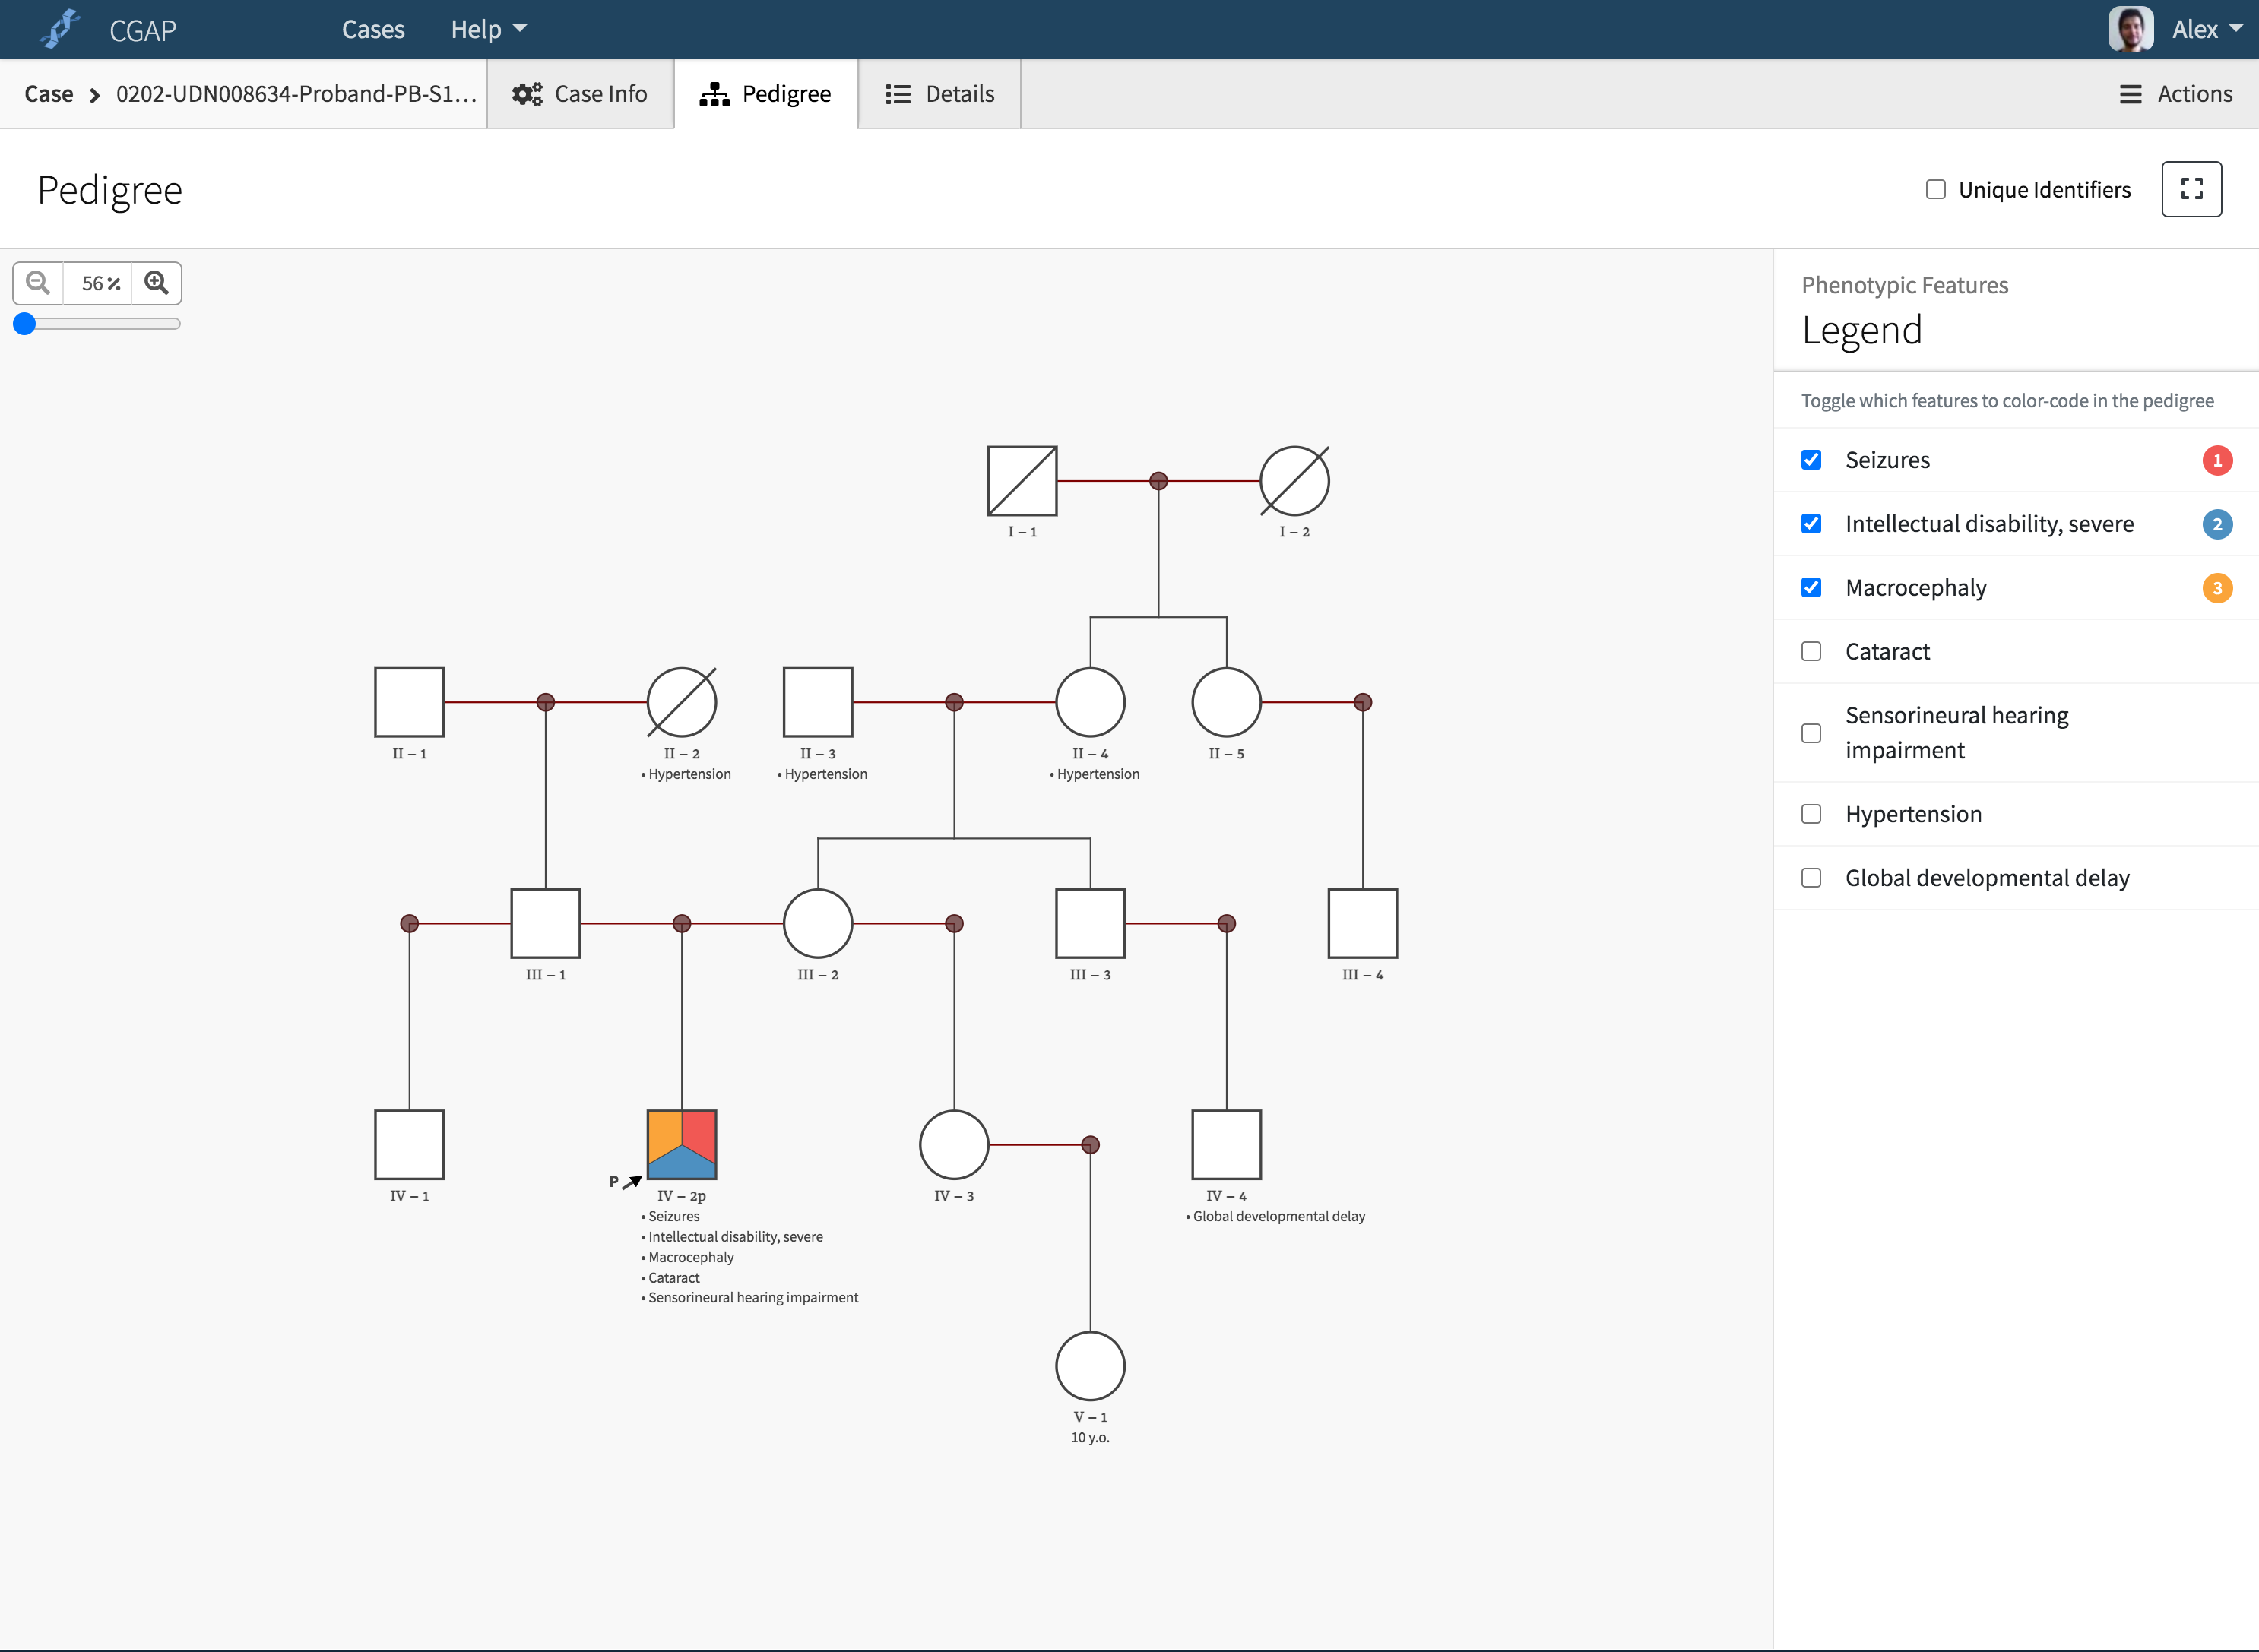 CGAP
Cases
Help
Alex
Case
0202-UDN008634-Proband-PB-S1...
Case Info
Pedigree
Details
Actions
Pedigree
Unique Identifiers
56%
Phenotypic Features
Legend
Toggle which features to color-code in the pedigree
Seizures
1
Intellectual disability, severe
2
Macrocephaly
3
Cataract
Sensorineural hearing
impairment
Hypertension
Global developmental delay
I – 1
I – 2
II – 1
II – 2
• Hypertension
II – 3
• Hypertension
II – 4
• Hypertension
II – 5
III – 1
III – 2
III – 3
III – 4
IV – 1
P
IV – 2p
• Seizures
• Intellectual disability, severe
• Macrocephaly
• Cataract
• Sensorineural hearing impairment
IV – 3
IV – 4
• Global developmental delay
V – 1
10 y.o.